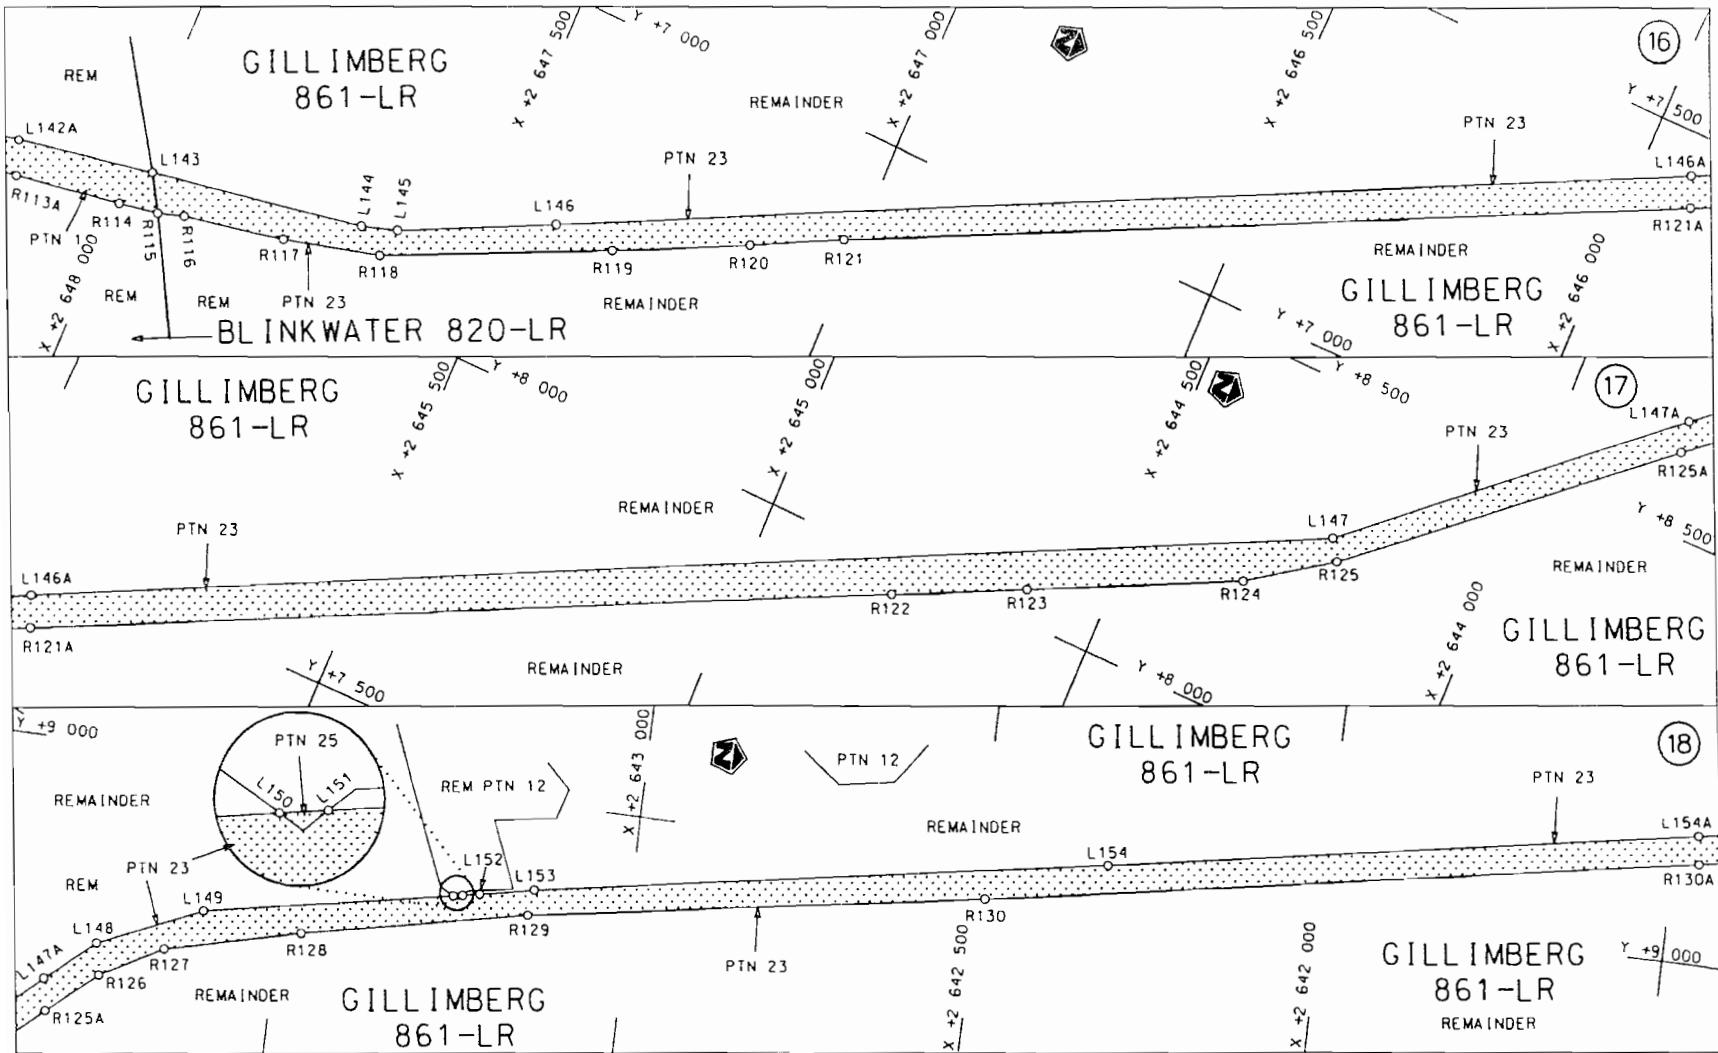 Y +7 000
X +2 647 500
X +2 647 000
X +2 646 500
16
GILLIMBERG
861-LR
REM
REMAINDER
Y +7 500
PTN 23
L142A
L143
PTN 23
L144
L145
L146
L146A
R113A
R114
PTN 1
R115
R116
R117
R118
R119
R120
R121
R121A
X +2 648 000
REM
REM
PTN 23
REMAINDER
REMAINDER
GILLIMBERG
861-LR
X +2 646 000
BLINKWATER 820-LR
Y +7 000
GILLIMBERG
861-LR
X +2 645 500
Y +8 000
X +2 645 000
X +2 644 500
Y +8 500
17
L147A
PTN 23
R125A
REMAINDER
PTN 23
L147
Y +8 500
L146A
R125
REMAINDER
R121A
R122
R123
R124
X +2 644 000
GILLIMBERG
861-LR
Y +7 500
REMAINDER
Y +8 000
Y +9 000
PTN 25
L150
L151
X +2 643 000
REM PTN 12
PTN 12
GILLIMBERG
861-LR
18
PTN 23
REMAINDER
REMAINDER
L154A
PTN 23
L152
L153
L154
REM
L149
R130A
L148
R129
R130
L147A
R127
R128
R126
PTN 23
X +2 642 500
X +2 642 000
GILLIMBERG
861-LR
Y +9 000
REMAINDER
R125A
GILLIMBERG
861-LR
REMAINDER